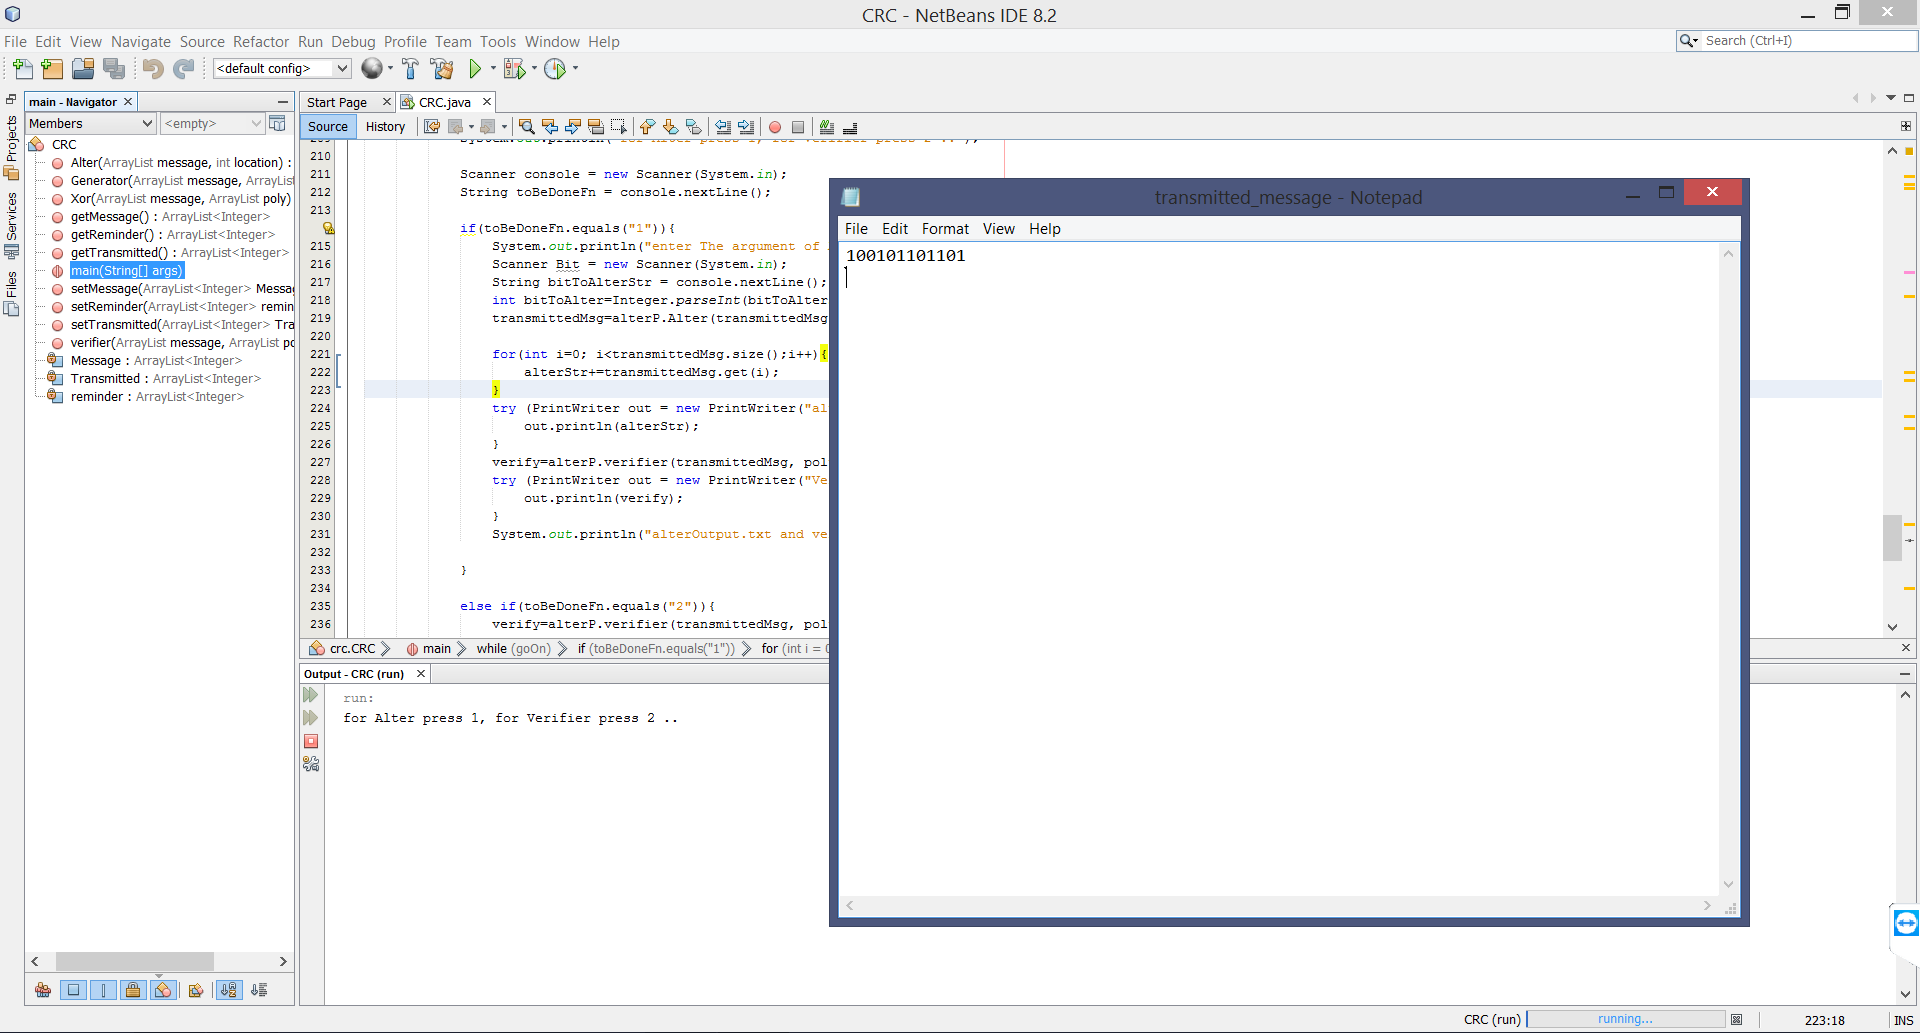 CRC - NetBeans IDE 8.2
File Edit View Navigate Source Refactor Run Debug Profile Team Tools Window Help
Search (Ctrl+I)
<default config>
Projects
Services
Files
main - Navigator
Members
<empty>
CRC
Alter(ArrayList message, int location) :
Generator(ArrayList message, ArrayList
Xor(ArrayList message, ArrayList poly)
getMessage() : ArrayList<Integer>
getReminder() : ArrayList<Integer>
getTransmitted() : ArrayList<Integer>
main(String[] args)
setMessage(ArrayList<Integer> Messa
setReminder(ArrayList<Integer> remin
setTransmitted(ArrayList<Integer> Tra
verifier(ArrayList message, ArrayList po
Message : ArrayList<Integer>
Transmitted : ArrayList<Integer>
reminder : ArrayList<Integer>
Start Page
CRC.java
Source History
210
211 Scanner console = new Scanner(System.in);
212 String toBeDoneFn = console.nextLine();
213
if(toBeDoneFn.equals("1")){
215 System.out.println("enter The argument of
216 Scanner Bit = new Scanner(System.in);
217 String bitToAlterStr = console.nextLine();
218 int bitToAlter=Integer.parseInt(bitToAlter
219 transmittedMsg=alterP.Alter(transmittedMsg
220
221 for(int i=0; i<transmittedMsg.size();i++){
222 alterStr+=transmittedMsg.get(i);
223 }
224 try (PrintWriter out = new PrintWriter("al
225 out.println(alterStr);
226 }
227 verify=alterP.verifier(transmittedMsg, pol
228 try (PrintWriter out = new PrintWriter("Ve
229 out.println(verify);
230 }
231 System.out.println("alterOutput.txt and ve
232
233 }
234
235 else if(toBeDoneFn.equals("2")){
236 verify=alterP.verifier(transmittedMsg, pol
crc.CRC main while (goOn) if (toBeDoneFn.equals("1")) for (int i = 0
Output - CRC (run)
run:
for Alter press 1, for Verifier press 2 ..
transmitted_message - Notepad
File Edit Format View Help
100101101101
CRC (run) running... 223:18 INS